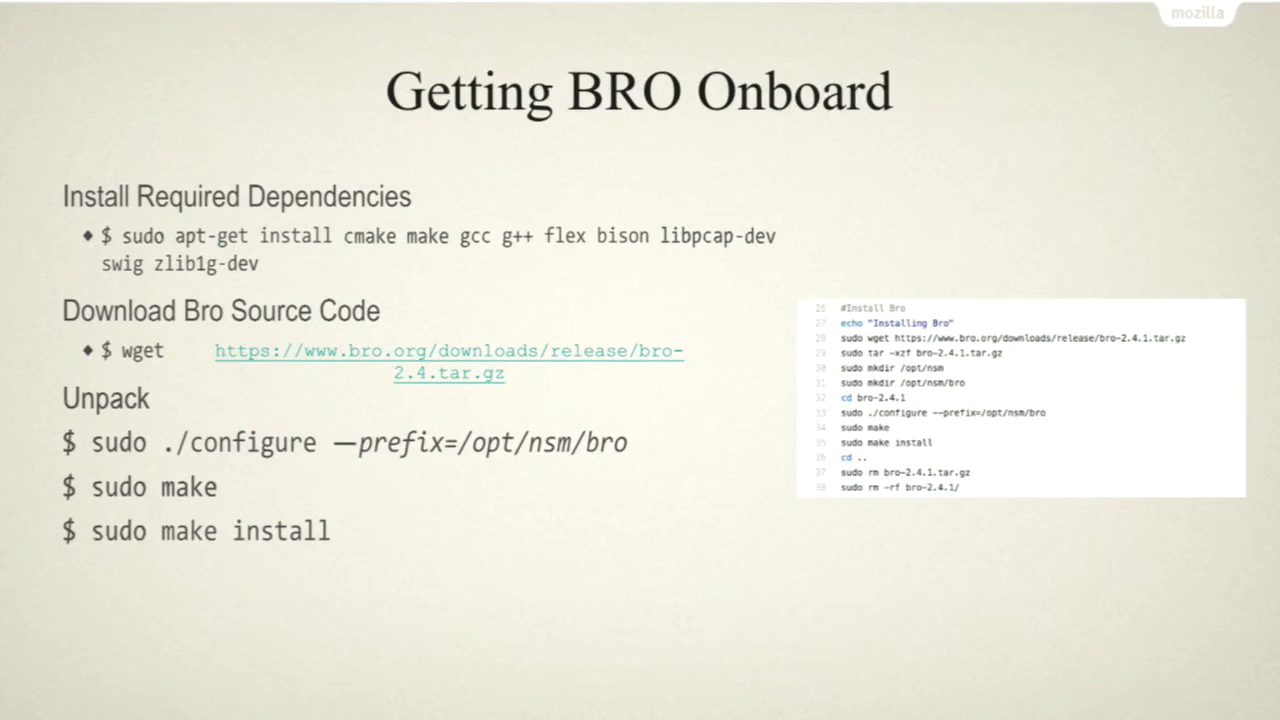 mozilla
Getting BRO Onboard
Install Required Dependencies
◆ $ sudo apt-get install cmake make gcc g++ flex bison libpcap-dev
swig zlib1g-dev
Download Bro Source Code
◆ $ wget https://www.bro.org/downloads/release/bro-
2.4.tar.gz
Unpack
$ sudo ./configure —prefix=/opt/nsm/bro
$ sudo make
$ sudo make install
26 #Install Bro
27 echo "Installing Bro"
28 sudo wget https://www.bro.org/downloads/release/bro-2.4.1.tar.gz
29 sudo tar -xzf bro-2.4.1.tar.gz
30 sudo mkdir /opt/nsm
31 sudo mkdir /opt/nsm/bro
32 cd bro-2.4.1
33 sudo ./configure --prefix=/opt/nsm/bro
34 sudo make
35 sudo make install
36 cd ..
37 sudo rm bro-2.4.1.tar.gz
38 sudo rm -rf bro-2.4.1/